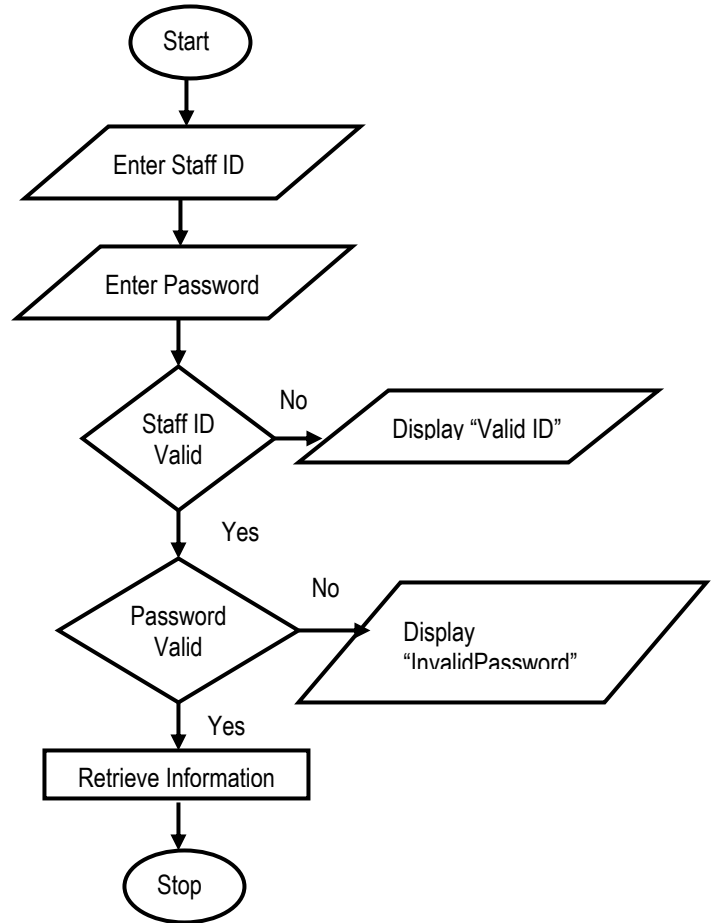 Start
Enter Staff ID
Enter Password
Staff ID
Valid
No
Display “Valid ID”
Yes
Password
Valid
No
Display
“InvalidPassword”
Yes
Retrieve Information
Stop